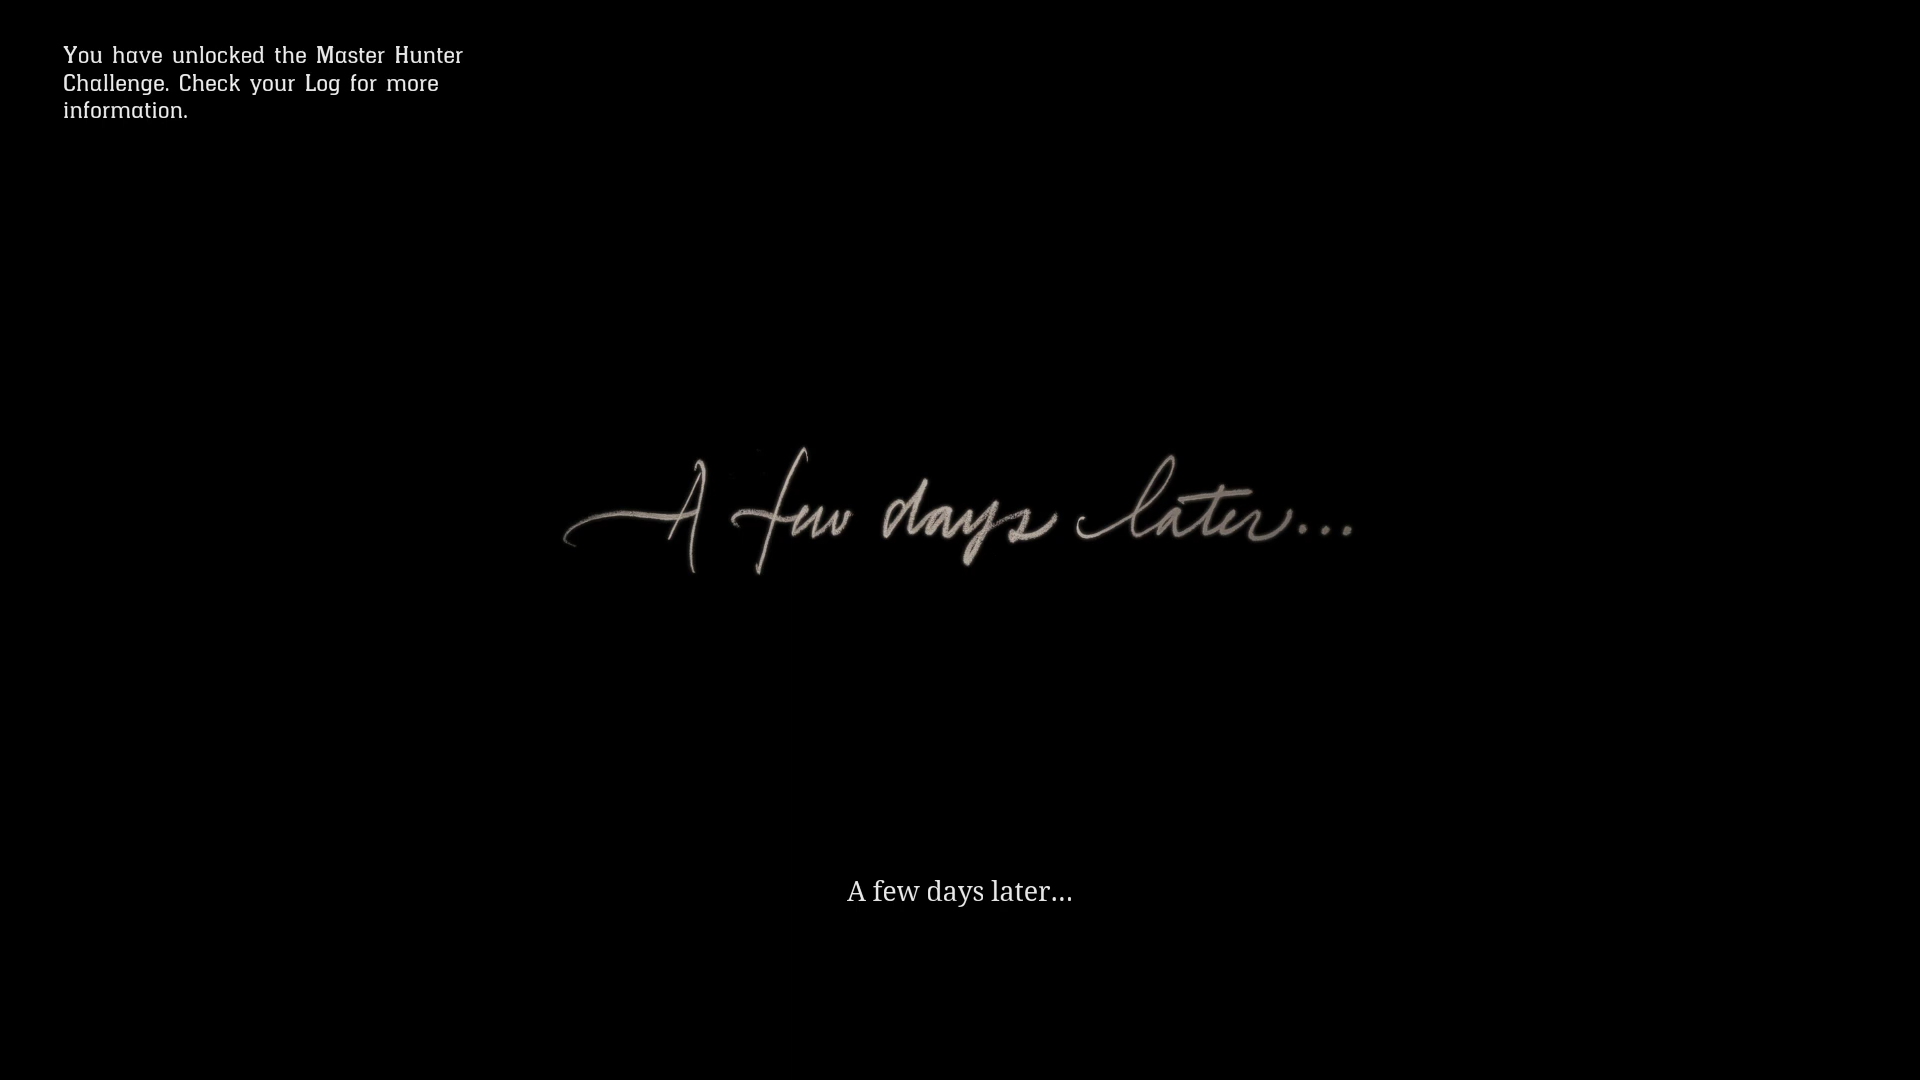 You have unlocked the Master Hunter
Challenge. Check your Log for more
information.
A few days later...
A few days later...